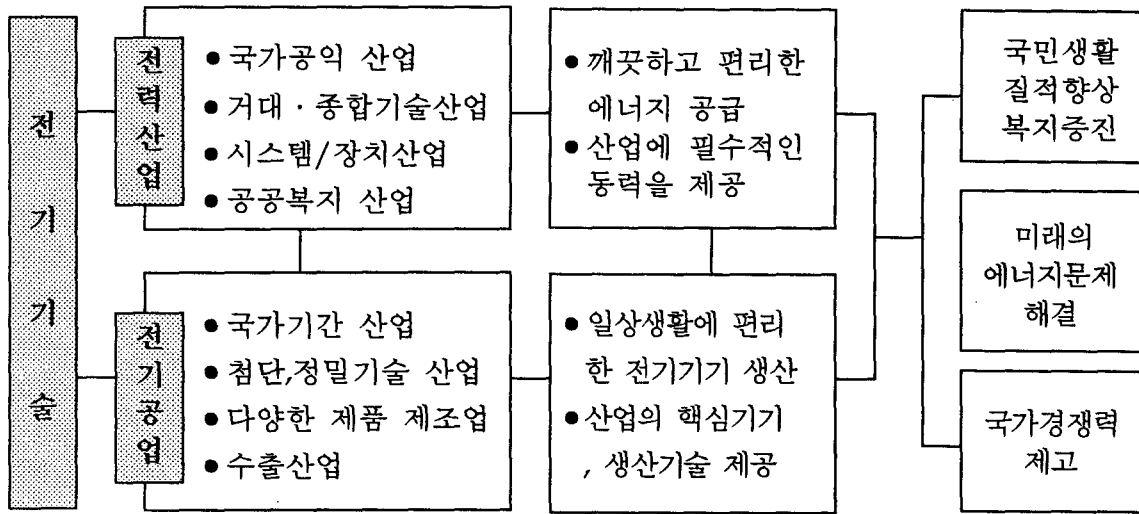 전기기술
전력산업
● 국가공익 산업
● 거대 · 종합기술산업
● 시스템/장치산업
● 공공복지 산업
● 깨끗하고 편리한
에너지 공급
● 산업에 필수적인
동력을 제공
전기공업
● 국가기간 산업
● 첨단,정밀기술 산업
● 다양한 제품 제조업
● 수출산업
● 일상생활에 편리
한 전기기기 생산
● 산업의 핵심기기
, 생산기술 제공
국민생활
질적향상
복지증진
미래의
에너지문제
해결
국가경쟁력
제고